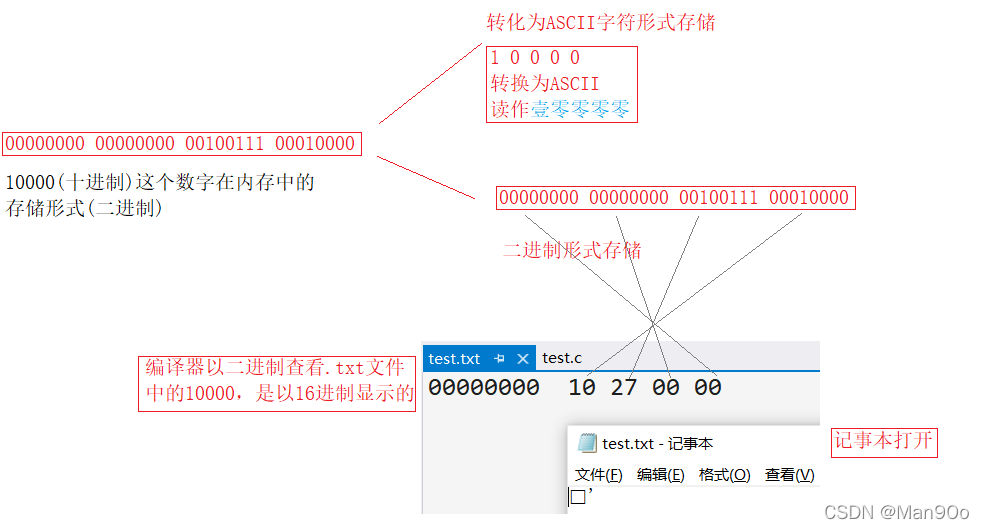 转化为ASCII字符形式存储
1 0 0 0 0
转换为ASCII
读作壹零零零零
00000000 00000000 00100111 00010000
10000(十进制)这个数字在内存中的
存储形式(二进制)
00000000 00000000 00100111 00010000
二进制形式存储
编译器以二进制查看.txt文件
中的10000，是以16进制显示的
test.txt test.c
00000000 10 27 00 00
test.txt - 记事本
文件(F) 编辑(E) 格式(O) 查看(V)
□'
记事本打开
CSDN @Man9Oo